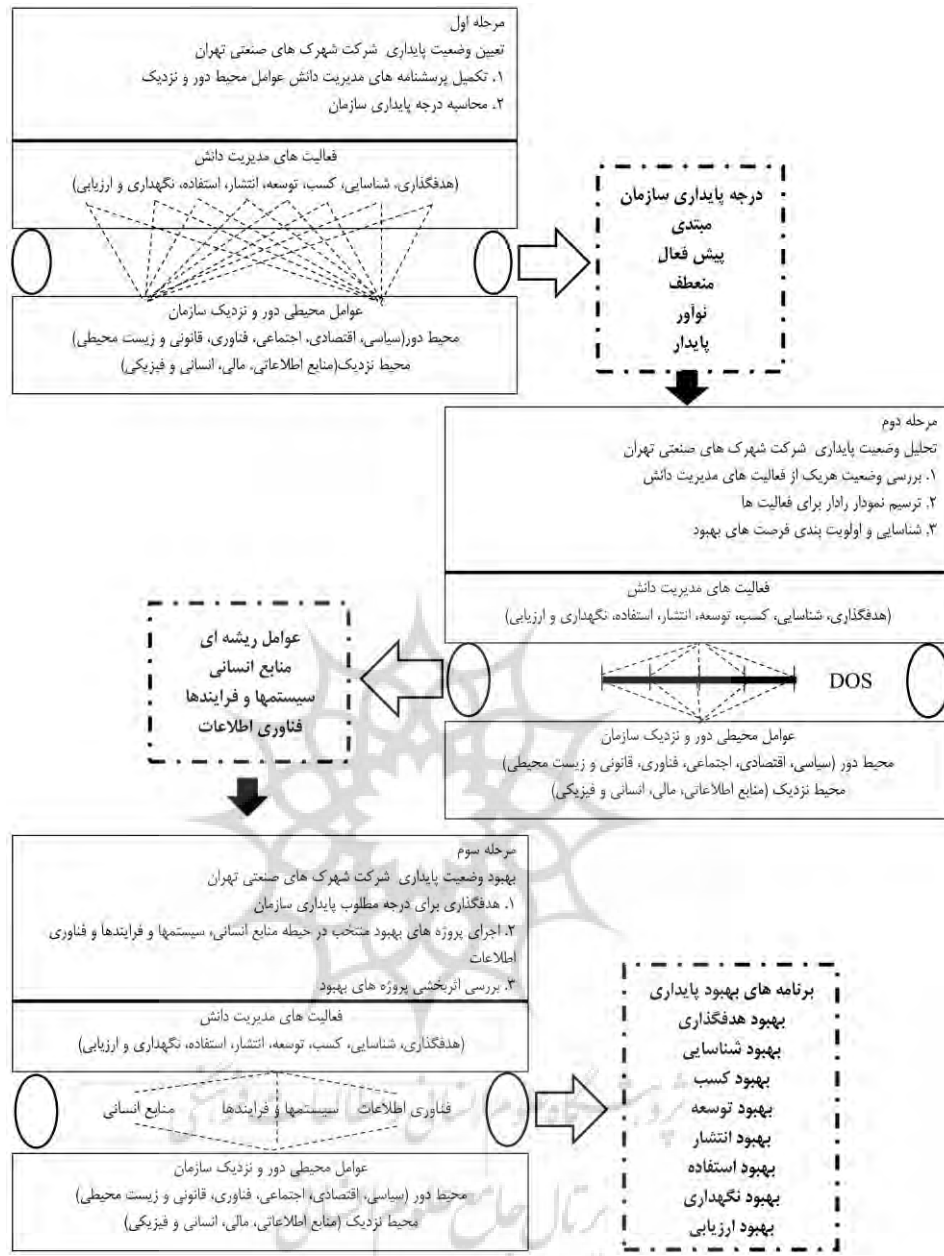 مرحله اول
تعیین وضعیت پایداری شرکت شهرک های صنعتی تهران
۱. تکمیل پرسشنامه های مدیریت دانش عوامل محیط دور و نزدیک
۲. محاسبه درجه پایداری سازمان
فعالیت های مدیریت دانش
(هدفگذاری، شناسایی، کسب، توسعه، انتشار، استفاده، نگهداری و ارزیابی)
عوامل محیطی دور و نزدیک سازمان
محیط دور(سیاسی، اقتصادی، اجتماعی، فناوری، قانونی و زیست محیطی)
محیط نزدیک(منابع اطلاعاتی، مالی، انسانی و فیزیکی)
درجه پایداری سازمان
مبتدی
پیش فعال
منعطف
نوآور
پایدار
مرحله دوم
تحلیل وضعیت پایداری شرکت شهرک های صنعتی تهران
۱. بررسی وضعیت هریک از فعالیت های مدیریت دانش
۲. ترسیم نمودار رادار برای فعالیت ها
۳. شناسایی و اولویت بندی فرصت های بهبود
فعالیت های مدیریت دانش
(هدفگذاری، شناسایی، کسب، توسعه، انتشار، استفاده، نگهداری و ارزیابی)
DOS
عوامل محیطی دور و نزدیک سازمان
محیط دور (سیاسی، اقتصادی، اجتماعی، فناوری، قانونی و زیست محیطی)
محیط نزدیک (منابع اطلاعاتی، مالی، انسانی و فیزیکی)
عوامل ریشه ای
منابع انسانی
سیستمها و فرایندها
فناوری اطلاعات
مرحله سوم
بهبود وضعیت پایداری شرکت شهرک های صنعتی تهران
۱. هدفگذاری برای درجه مطلوب پایداری سازمان
۲. اجرای پروژه های بهبود منتخب در حیطه منابع انسانی، سیستمها و فرایندها و فناوری
اطلاعات
۳. بررسی اثربخشی پروژه های بهبود
فعالیت های مدیریت دانش
(هدفگذاری، شناسایی، کسب، توسعه، انتشار، استفاده، نگهداری و ارزیابی)
فناوری اطلاعات سیستمها و فرایندها منابع انسانی
عوامل محیطی دور و نزدیک سازمان
محیط دور (سیاسی، اقتصادی، اجتماعی، فناوری، قانونی و زیست محیطی)
محیط نزدیک (منابع اطلاعاتی، مالی، انسانی و فیزیکی)
برنامه های بهبود پایداری
بهبود هدفگذاری
بهبود شناسایی
بهبود کسب
بهبود توسعه
بهبود انتشار
بهبود استفاده
بهبود نگهداری
بهبود ارزیابی
پژوهشگاه علوم انسانی و مطالعات فرهنگی
پرتال جامع علوم انسانی